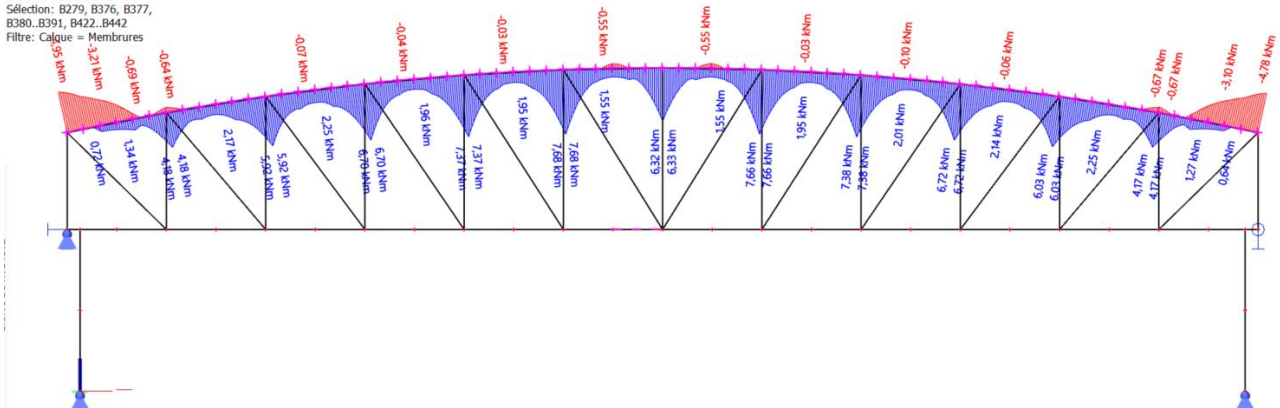 Sélection: B279, B376, B377,
B380..B391, B422..B442
Filtre: Calque = Membrures
-3,21 kNm
-0,69 kNm
-0,64 kNm
-0,07 kNm
-0,04 kNm
-0,03 kNm
-0,55 kNm
-0,55 kNm
-0,03 kNm
-0,10 kNm
-0,06 kNm
-0,67 kNm
-0,67 kNm
-3,10 kNm
-4,78 kNm
0,72 kNm
1,34 kNm
4,18 kNm
4,18 kNm
2,17 kNm
5,92 kNm
5,92 kNm
2,25 kNm
6,70 kNm
6,70 kNm
1,96 kNm
7,37 kNm
7,37 kNm
1,95 kNm
7,68 kNm
7,68 kNm
1,55 kNm
6,32 kNm
6,33 kNm
1,55 kNm
7,66 kNm
7,66 kNm
1,95 kNm
7,38 kNm
7,38 kNm
2,01 kNm
6,72 kNm
6,72 kNm
2,14 kNm
6,03 kNm
6,03 kNm
2,25 kNm
4,17 kNm
4,17 kNm
1,27 kNm
0,64 kNm